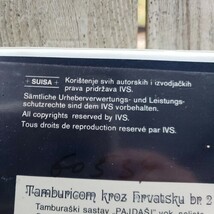 SUISA
Korištenje svih autorskih i izvodjačkih
prava pridržava IVS.
Sämtliche Urheberverwertungs- und Leistungs-
schutzrechte sind dem IVS vorbehalten.
All copyrights reserved by IVS.
Tous droits de reproduction reservé par IVS.
Tamburicom kroz hrvatsku br. 2
Tamburaški sastav "PAJDAŠI"